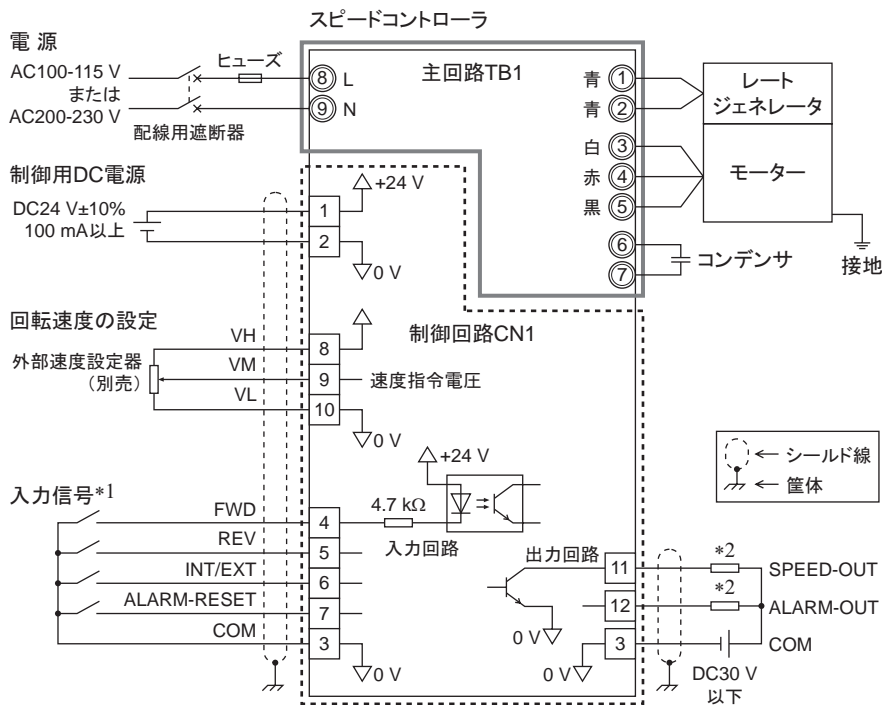 スピードコントローラ
電 源
AC100-115 V
または
AC200-230 V
ヒューズ
配線用遮断器
8 L
9 N
主回路TB1
青 1
青 2
白 3
赤 4
黒 5
6
7
レート
ジェネレータ
モーター
コンデンサ
接地
制御用DC電源
DC24 V±10%
100 mA以上
1
2
+24 V
0 V
回転速度の設定
外部速度設定器
（別売）
VH
VM
VL
8
9
10
制御回路CN1
速度指令電圧
0 V
シールド線
筐体
入力信号*1
FWD
REV
INT/EXT
ALARM-RESET
COM
4
5
6
7
3
4.7 kΩ
+24 V
入力回路
0 V
出力回路
0 V
0 V
11
12
3
*2
*2
SPEED-OUT
ALARM-OUT
COM
DC30 V
以下